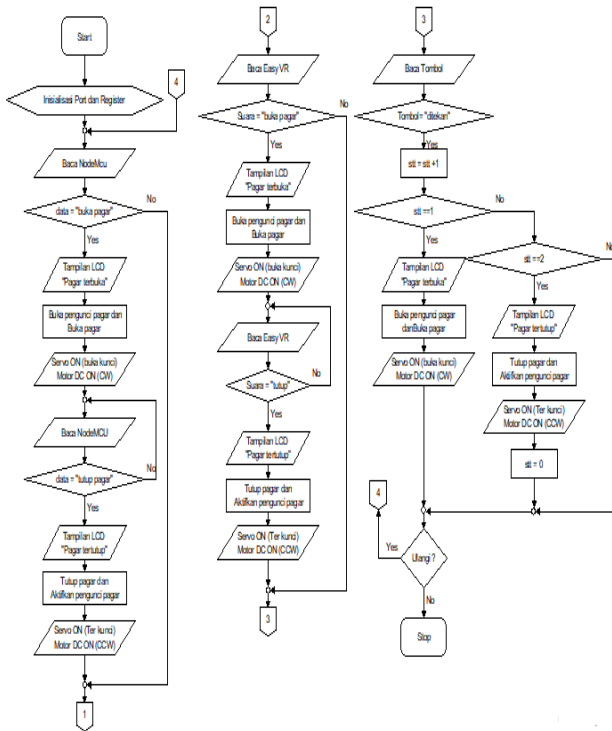 Start
4
Inisialisasi Port dan Register
Baca NodeMcu
data = "buka pagar"
No
Yes
Tampilan LCD
"Pagar terbuka"
Buka pengunci pagar dan
Buka pagar
Servo ON (buka kunci)
Motor DC ON (CW)
Baca NodeMCU
data = "tutup pagar"
No
Yes
Tampilan LCD
"Pagar tertutup"
Tutup pagar dan
Aktifkan pengunci pagar
Servo ON (Ter kunci)
Motor DC ON (CCW)
1
2
Baca Easy VR
Suara = "buka pagar"
No
Yes
Tampilan LCD
"Pagar terbuka"
Buka pengunci pagar dan
Buka pagar
Servo ON (buka kunci)
Motor DC ON (CW)
Baca Easy VR
Suara = "tutup"
No
Yes
Tampilan LCD
"Pagar tertutup"
Tutup pagar dan
Aktifkan pengunci pagar
Servo ON (Ter kunci)
Motor DC ON (CCW)
3
3
Baca Tombol
Tombol= "ditekan"
Yes
stt = stt +1
stt ==1
No
Yes
Tampilan LCD
"Pagar terbuka"
Buka pengunci pagar
danBuka pagar
Servo ON (buka kunci)
Motor DC ON (CW)
stt ==2
No
Yes
Tampilan LCD
"Pagar tertutup"
Tutup pagar dan
Aktifkan pengunci pagar
Servo ON (Ter kunci)
Motor DC ON (CCW)
stt = 0
4
Yes
Ulangi ?
No
Stop